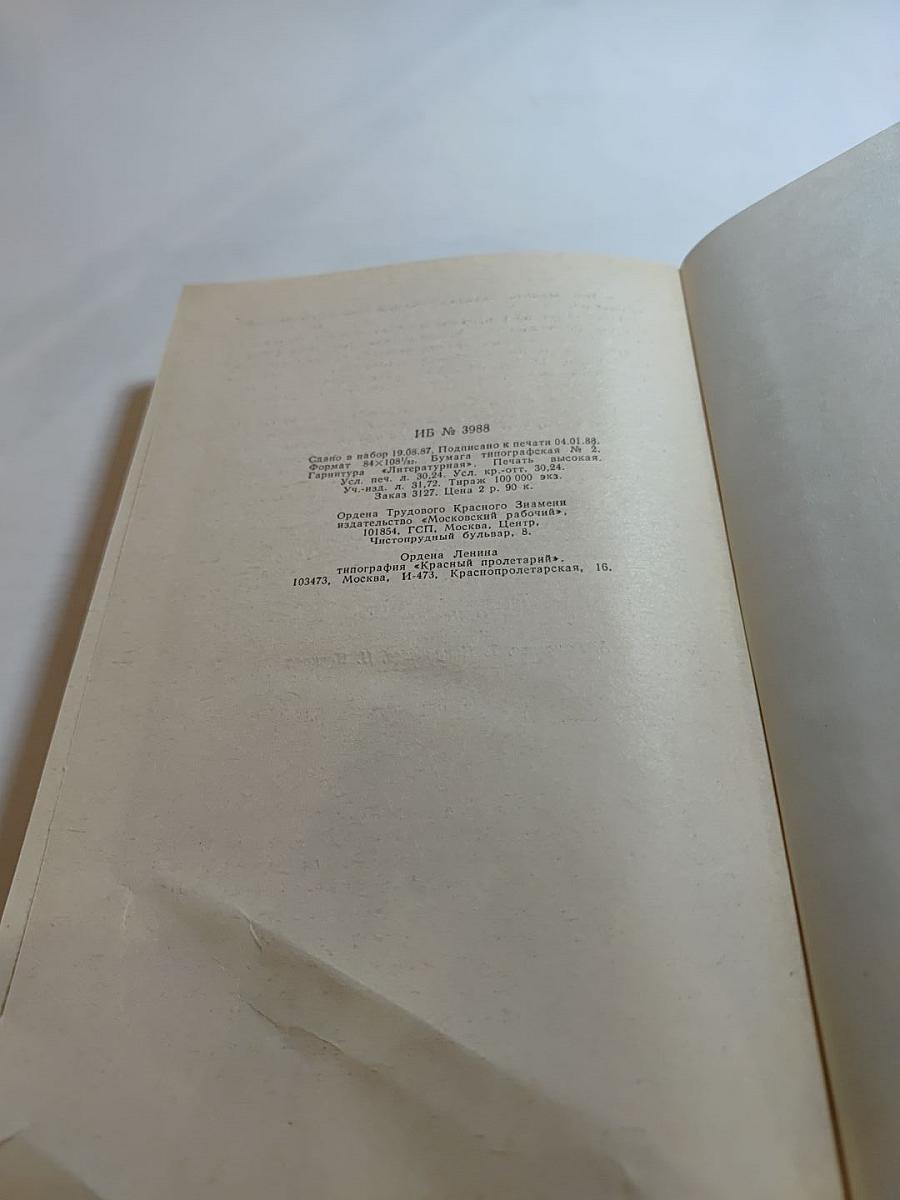 ИБ № 3988
Сдано в набор 19.08.87. Подписано к печати 04.01.88.
Формат 84×108¹/₃₂. Бумага типографская № 2.
Гарнитура «Литературная». Печать высокая.
Усл. печ. л. 30,24. Усл. кр.-отт. 30,24.
Уч.-изд. л. 31,72. Тираж 100 000 экз.
Заказ 3127. Цена 2 р. 90 к.
Ордена Трудового Красного Знамени
издательство «Московский рабочий»,
101854, ГСП, Москва, Центр,
Чистопрудный бульвар, 8.
Ордена Ленина
типография «Красный пролетарий».
103473, Москва, И-473, Краснопролетарская, 16.